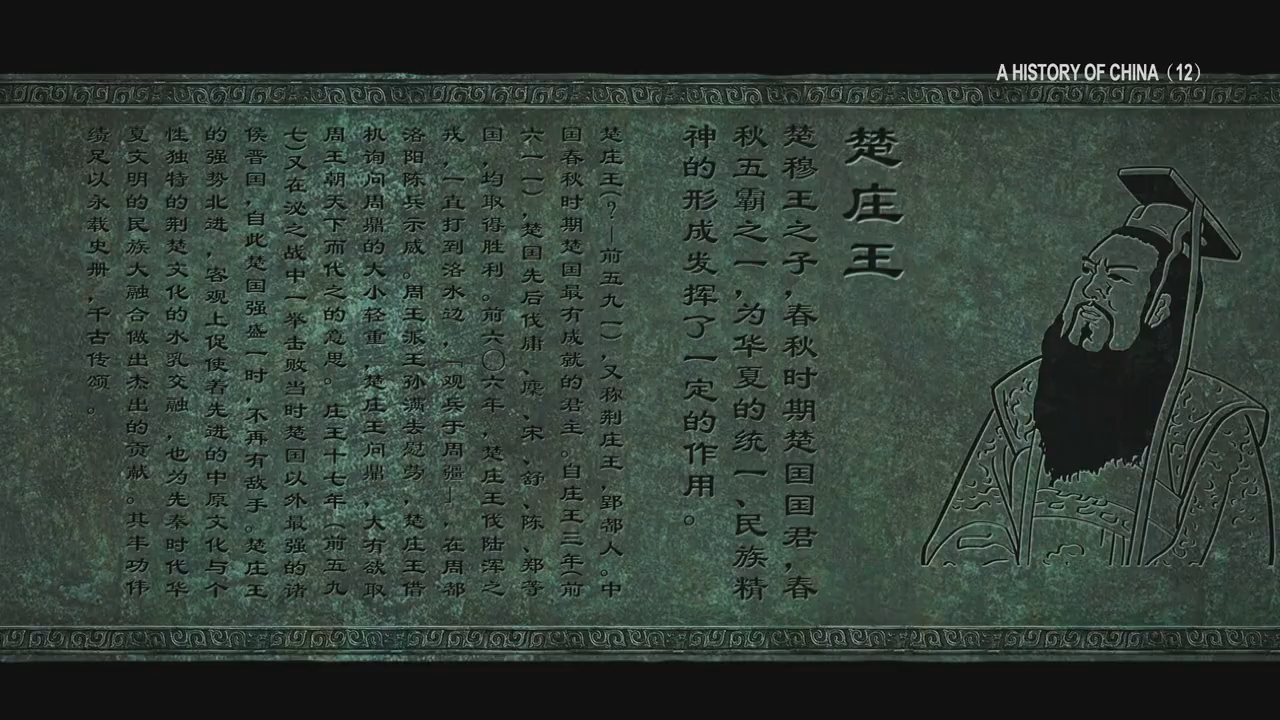 A HISTORY OF CHINA（12）
楚庄王
楚穆王之子，春秋时期楚国国君，春
秋五霸之一，为华夏的统一、民族精
神的形成发挥了一定的作用。
楚庄王（？—前五九一），又称荆庄王，郢都人。中
国春秋时期楚国最有成就的君主。自庄王三年（前
六一一），楚国先后伐庸、麇、宋、舒、陈、郑等
国，均取得胜利。前六〇六年，楚庄王伐陆浑之
戎，一直打到洛水边，「观兵于周疆」，在周都
洛阳陈兵示威。周王派王孙满去慰劳，楚庄王借
机询问周鼎的大小轻重，楚庄王问鼎，大有欲取
周王朝天下而代之的意思。庄王十七年（前五九
七）又在泌之战中一举击败当时楚国以外最强的诸
侯晋国，自此楚国强盛一时，不再有敌手。楚庄王
的强势北进，客观上促使着先进的中原文化与个
性独特的荆楚文化的水乳交融，也为先秦时代华
夏文明的民族大融合做出杰出的贡献。其丰功伟
绩足以永载史册，千古传颂。